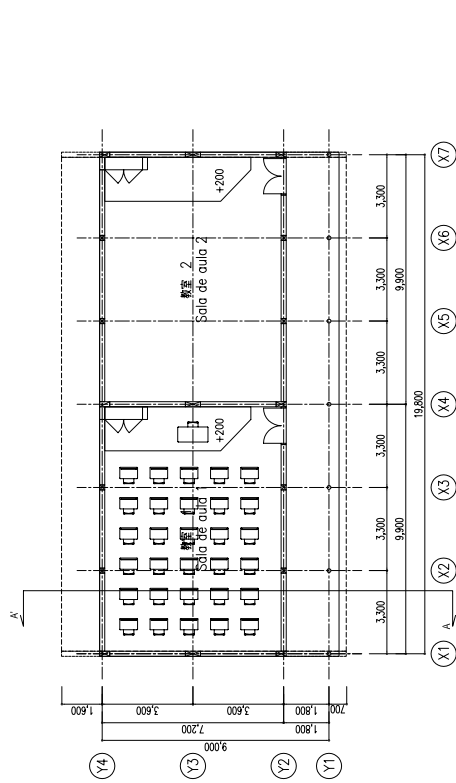 A'
+200
教室 2
Sala de aula 2
+200
教室 1
Sala de aula 1
A
3,300
3,300
3,300
3,300
3,300
3,300
9,900
9,900
19,800
X7
X6
X5
X4
X3
X2
X1
1,600
3,600
3,600
1,800
700
7,200
1,800
9,000
Y4
Y3
Y2
Y1